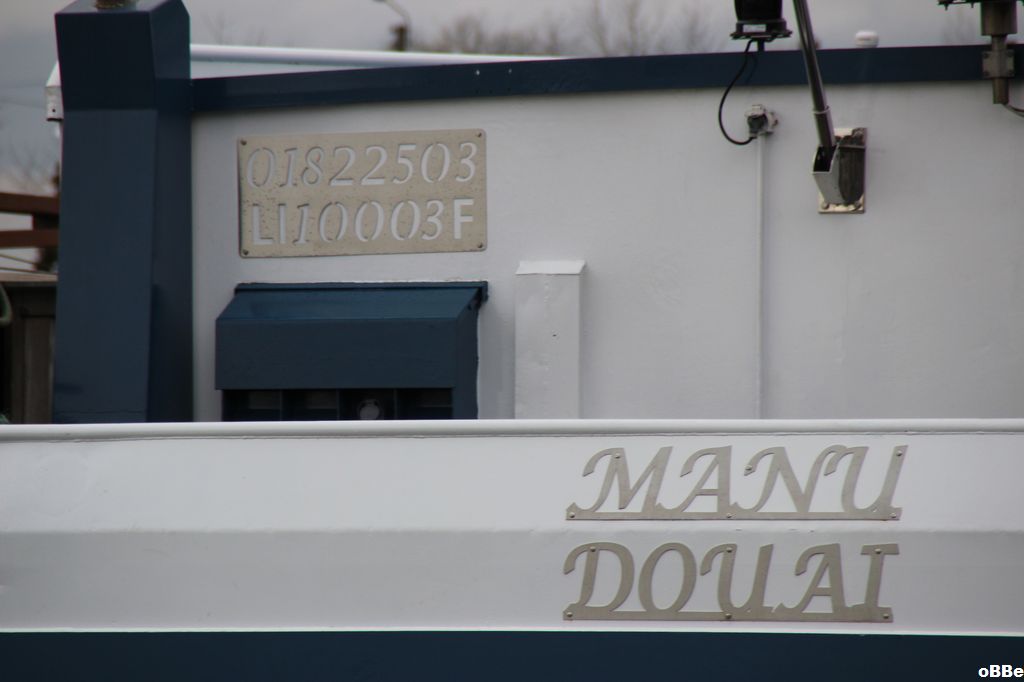 01822503
LI10003F
MANU
DOUAI
oBBe